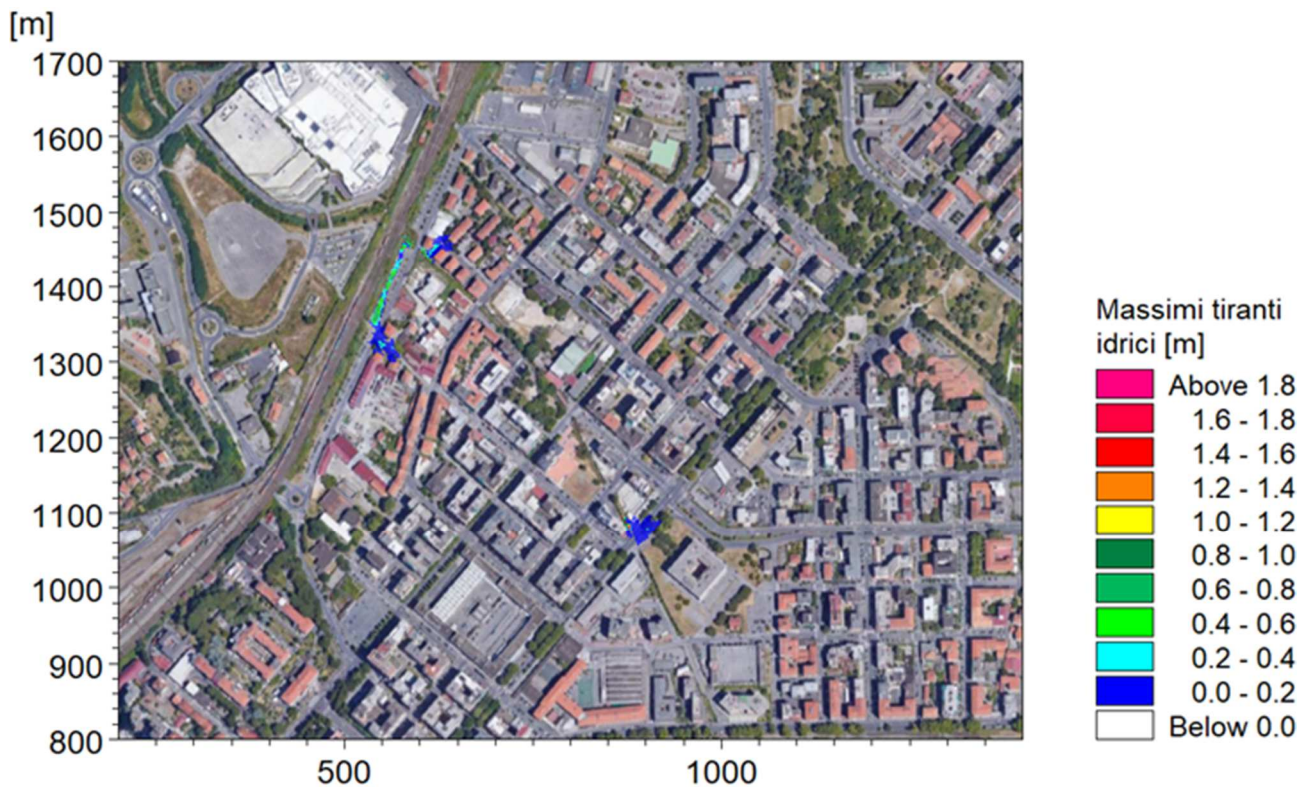 [m]
1700
1600
1500
1400
1300
1200
1100
1000
900
800
500
1000
Massimi tiranti
idrici [m]
Above 1.8
1.6 - 1.8
1.4 - 1.6
1.2 - 1.4
1.0 - 1.2
0.8 - 1.0
0.6 - 0.8
0.4 - 0.6
0.2 - 0.4
0.0 - 0.2
Below 0.0